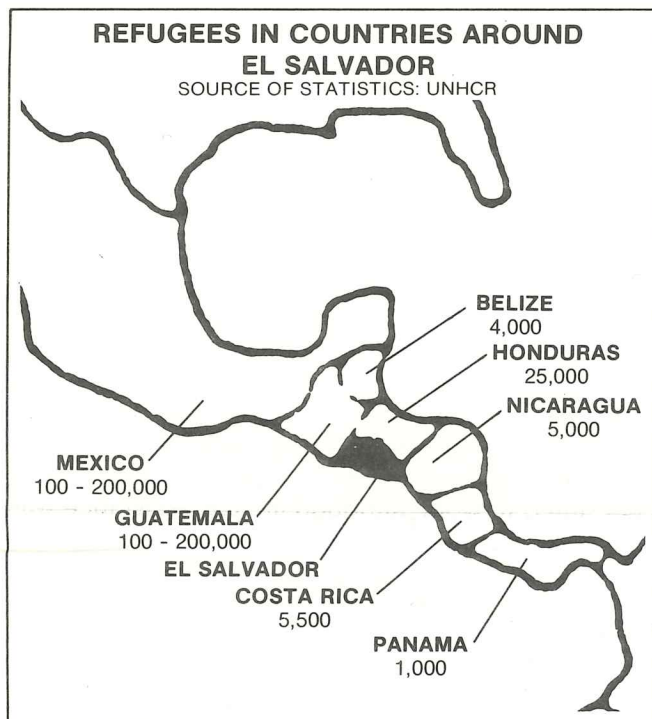 REFUGEES IN COUNTRIES AROUND
EL SALVADOR
SOURCE OF STATISTICS: UNHCR
BELIZE
4,000
HONDURAS
25,000
NICARAGUA
5,000
MEXICO
100 - 200,000
GUATEMALA
100 - 200,000
EL SALVADOR
COSTA RICA
5,500
PANAMA
1,000